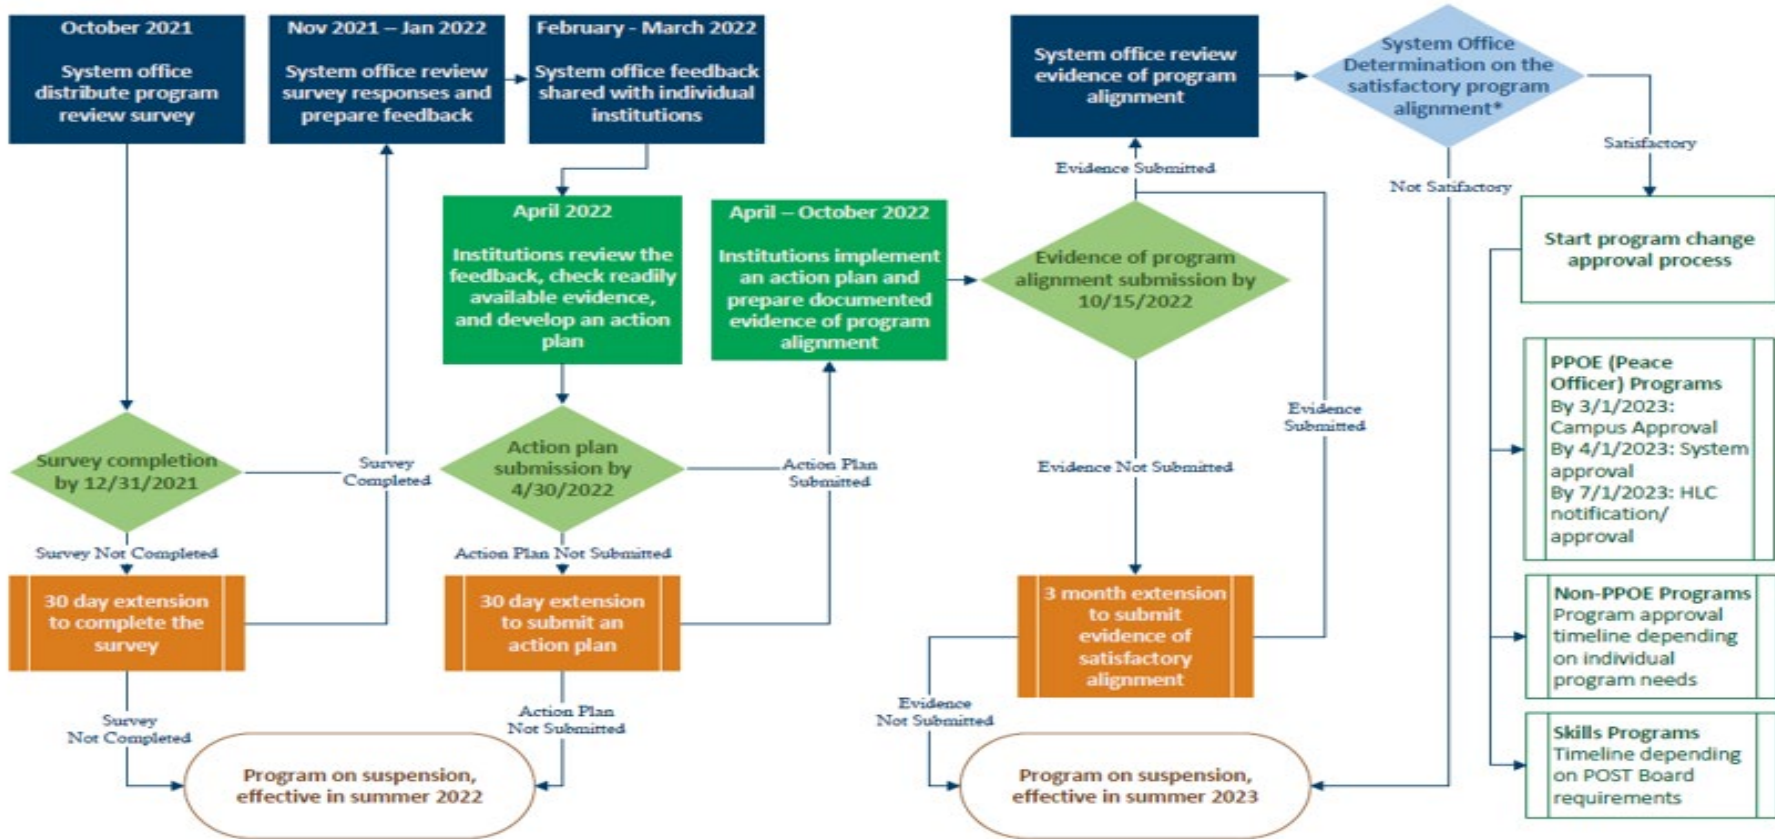 October 2021
System office
distribute program
review survey
Nov 2021 – Jan 2022
System office review
survey responses and
prepare feedback
February - March 2022
System office feedback
shared with individual
institutions
System office review
evidence of program
alignment
System Office
Determination on the
satisfactory program
alignment*
Satisfactory
Not Satisfactory
Evidence Submitted
April 2022
Institutions review the
feedback, check readily
available evidence,
and develop an action
plan
April – October 2022
Institutions implement
an action plan and
prepare documented
evidence of program
alignment
Evidence of program
alignment submission by
10/15/2022
Start program change
approval process
Survey completion
by 12/31/2021
Survey
Completed
Action plan
submission by
4/30/2022
Action Plan
Submitted
Evidence Not Submitted
Evidence
Submitted
PPOE (Peace
Officer) Programs
By 3/1/2023:
Campus Approval
By 4/1/2023: System
approval
By 7/1/2023: HLC
notification/
approval
Survey Not Completed
Action Plan Not Submitted
30 day extension
to complete the
survey
30 day extension
to submit an
action plan
3 month extension
to submit
evidence of
satisfactory
alignment
Non-PPOE Programs
Program approval
timeline depending
on individual
program needs
Survey
Not Completed
Action Plan
Not Submitted
Evidence
Not Submitted
Skills Programs
Timeline depending
on POST Board
requirements
Program on suspension,
effective in summer 2022
Program on suspension,
effective in summer 2023